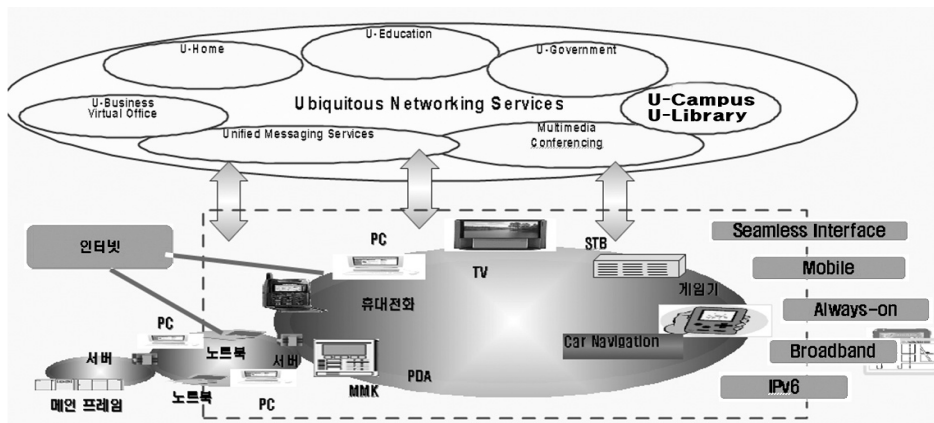 U-Education
U-Home
U-Government
U-Business
Virtual Office
Ubiquitous Networking Services
U-Campus
U-Library
Unified Messaging Services
Multimedia
Conferencing
인터넷
PC
TV
STB
Seamless Interface
Mobile
게임기
휴대전화
Always-on
PC
Car Navigation
Broadband
서버
노트북
서버
PDA
IPv6
메인 프레임
노트북
PC
MMK